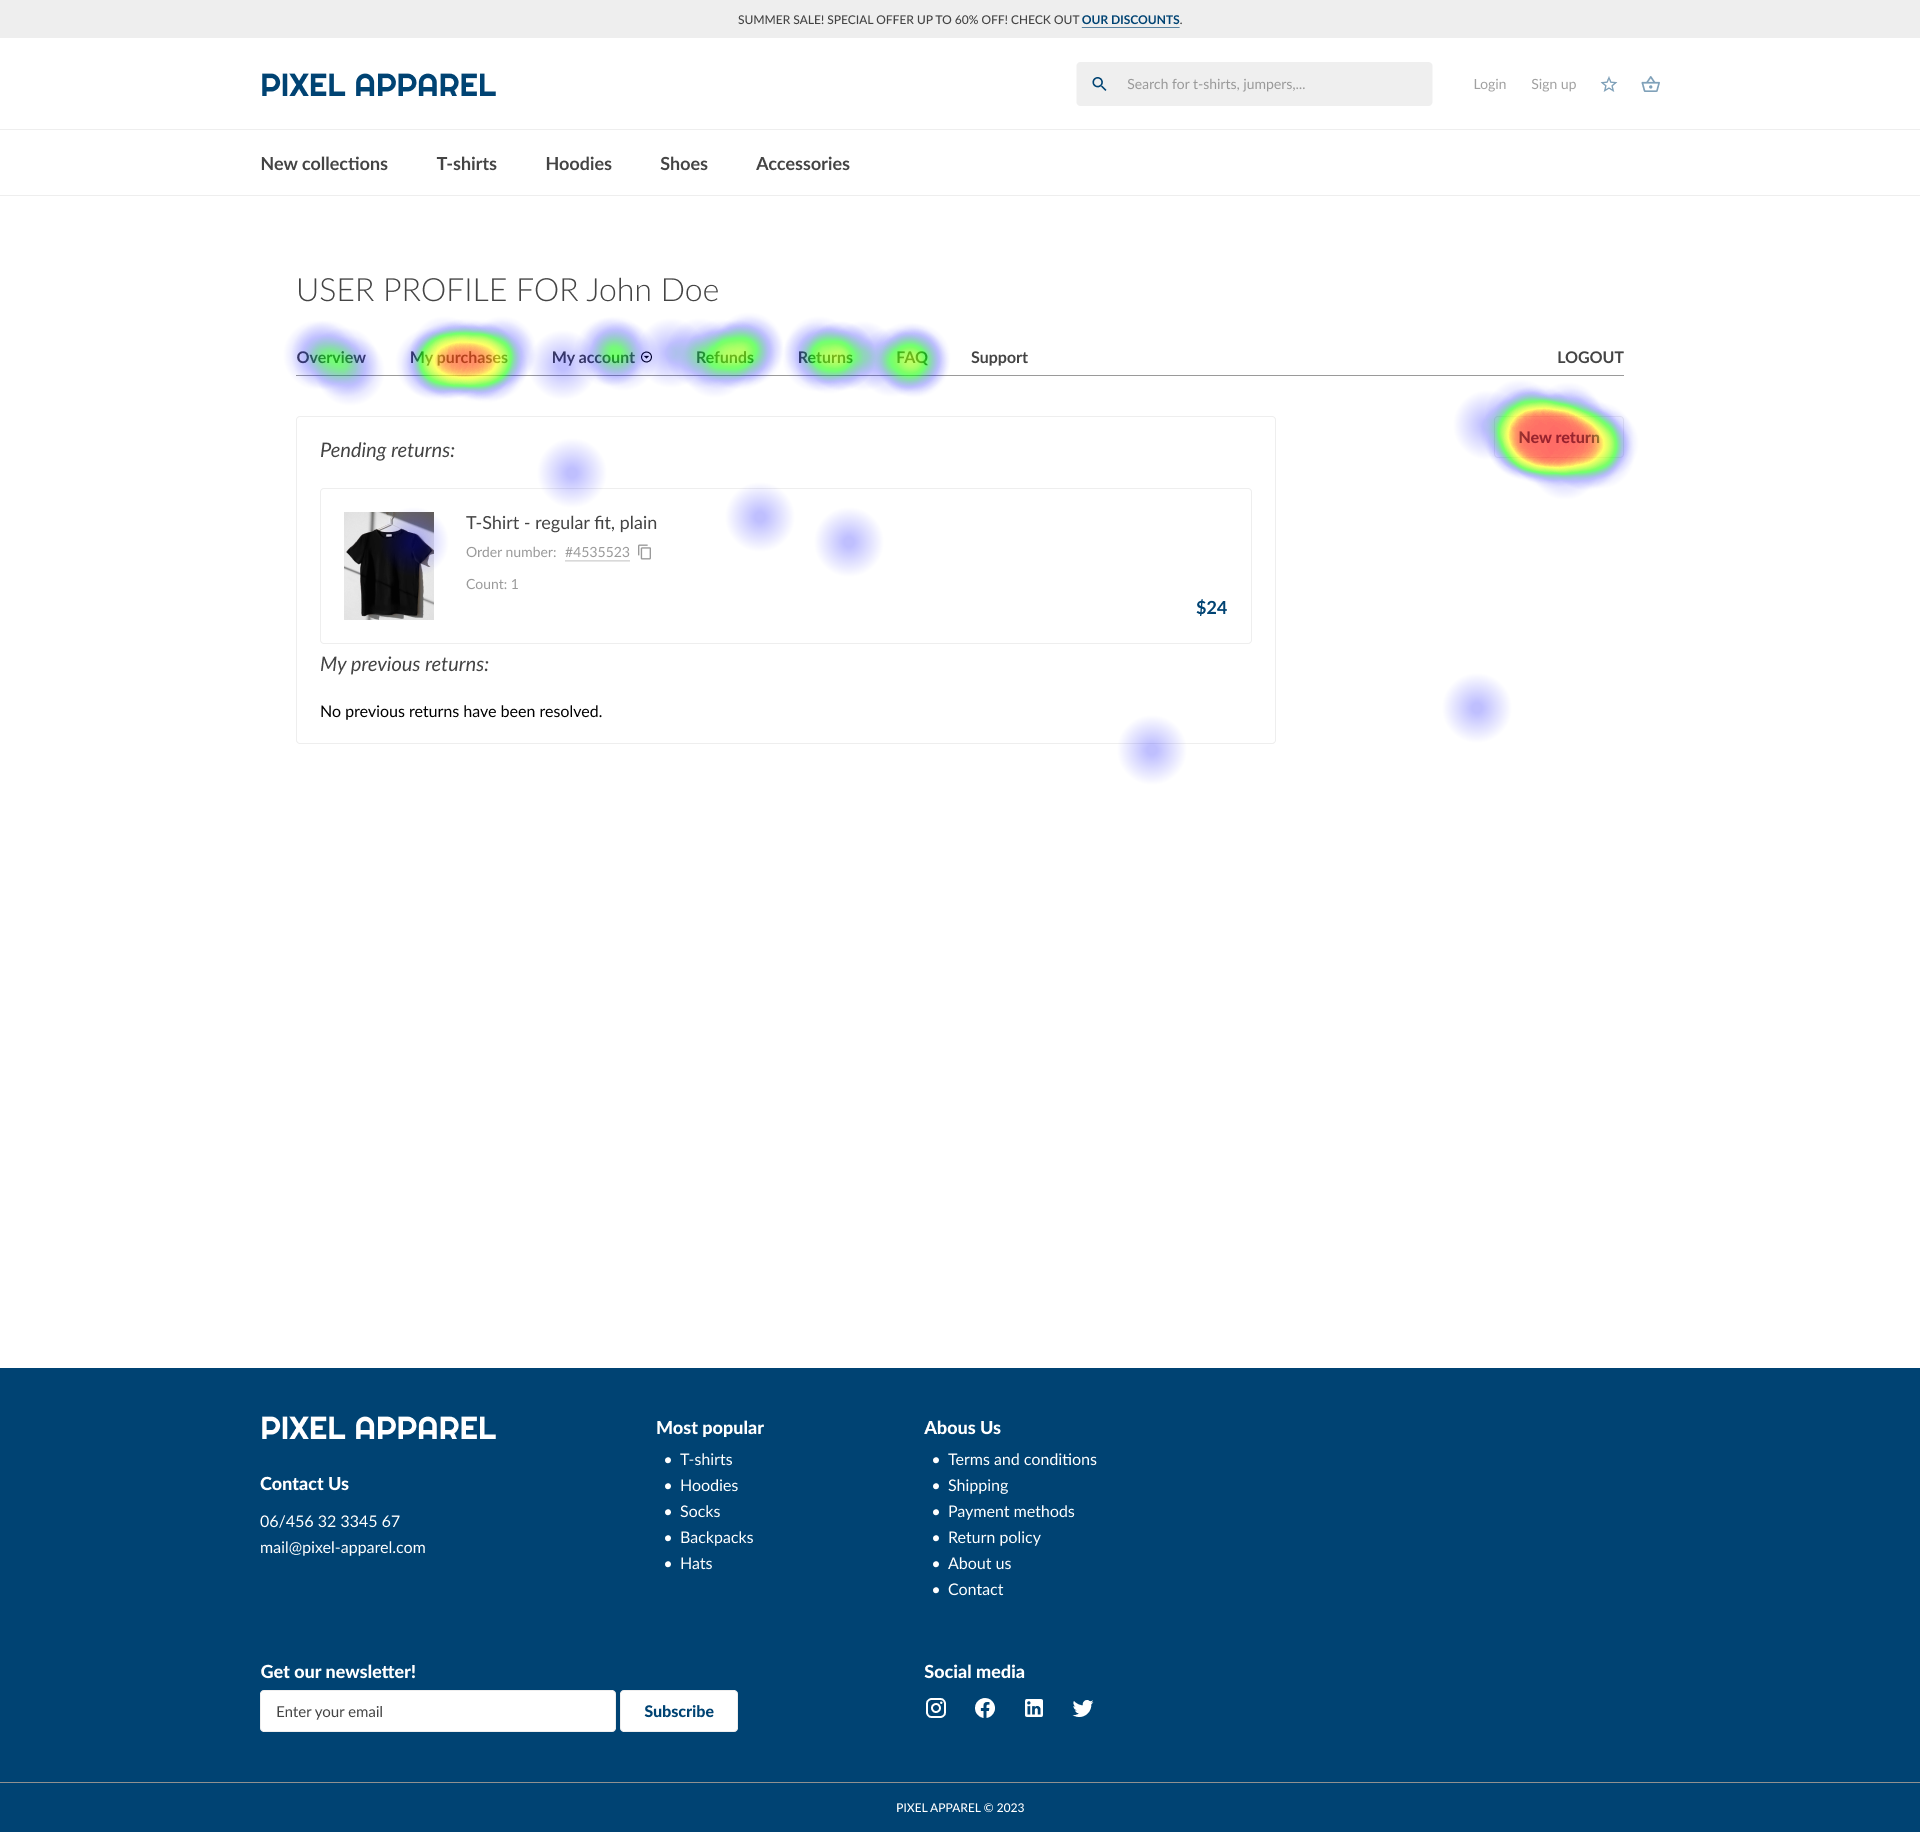 SUMMER SALE! SPECIAL OFFER UP TO 60% OFF! CHECK OUT OUR DISCOUNTS.
PIXEL APPAREL
Search for t-shirts, jumpers,...
Login
Sign up
New collections
T-shirts
Hoodies
Shoes
Accessories
USER PROFILE FOR John Doe
Overview
My purchases
My account
Refunds
Returns
FAQ
Support
LOGOUT
Pending returns:
New return
T-Shirt - regular fit, plain
Order number: #4535523
Count: 1
$24
My previous returns:
No previous returns have been resolved.
PIXEL APPAREL
Contact Us
06/456 32 3345 67
mail@pixel-apparel.com
Most popular
• T-shirts
• Hoodies
• Socks
• Backpacks
• Hats
Abous Us
• Terms and conditions
• Shipping
• Payment methods
• Return policy
• About us
• Contact
Get our newsletter!
Enter your email
Subscribe
Social media
PIXEL APPAREL © 2023